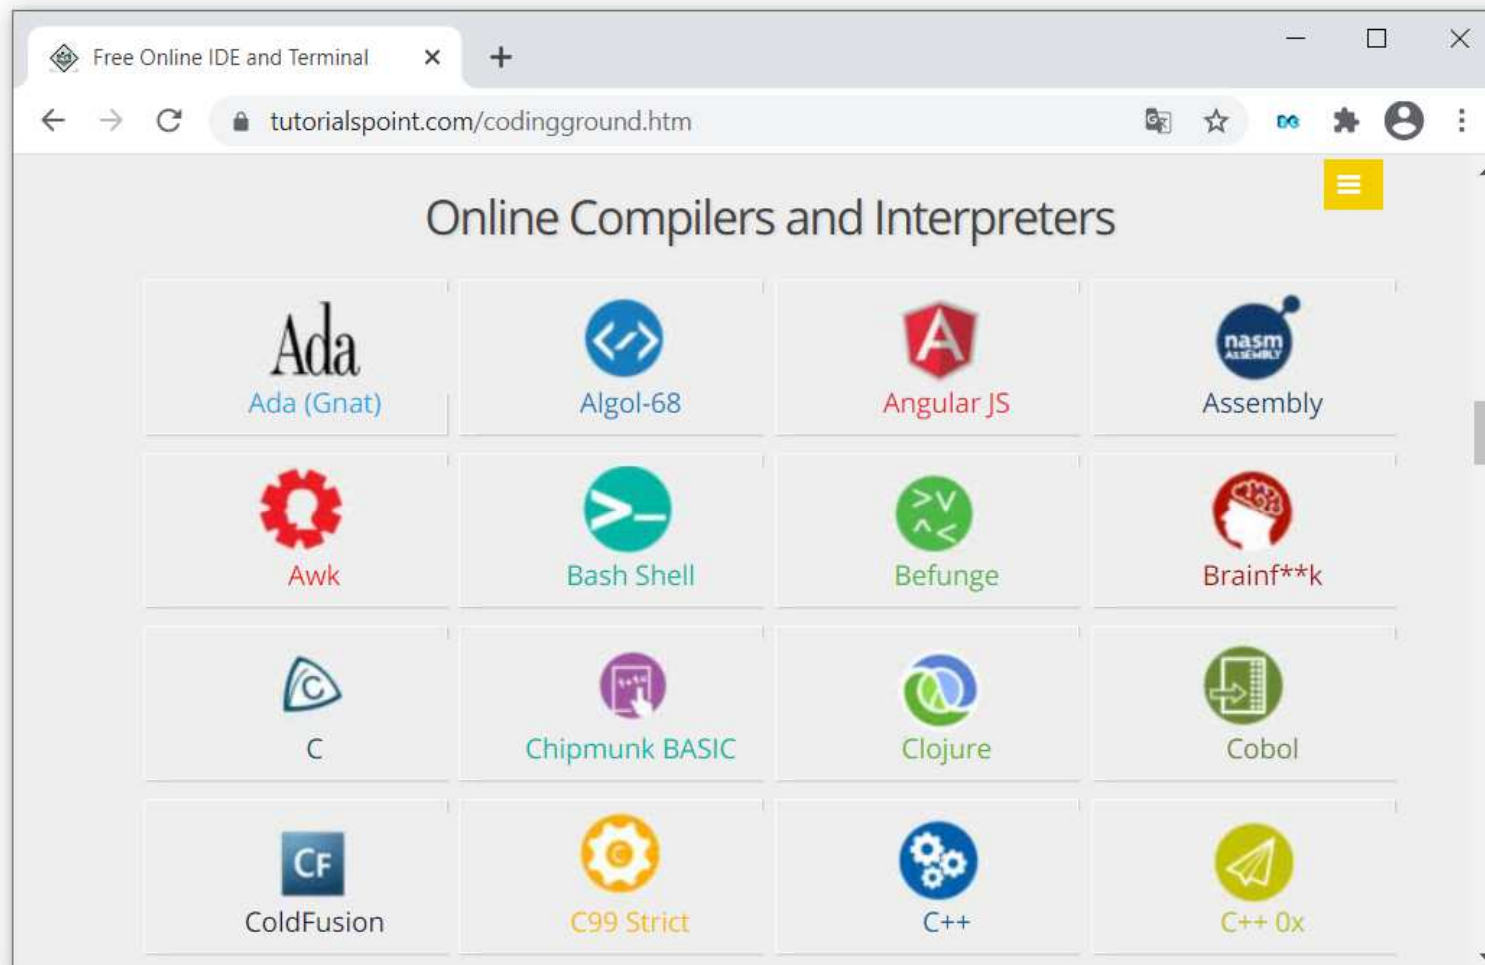 Free Online IDE and Terminal
tutorialspoint.com/codingground.htm
Online Compilers and Interpreters
Ada
nasm
ASSEMBLY
Ada (Gnat)
Algol-68
Angular JS
Assembly
Awk
Bash Shell
Befunge
Brainf**k
C
Chipmunk BASIC
Clojure
Cobol
CF
ColdFusion
C99 Strict
C++
C++ 0x